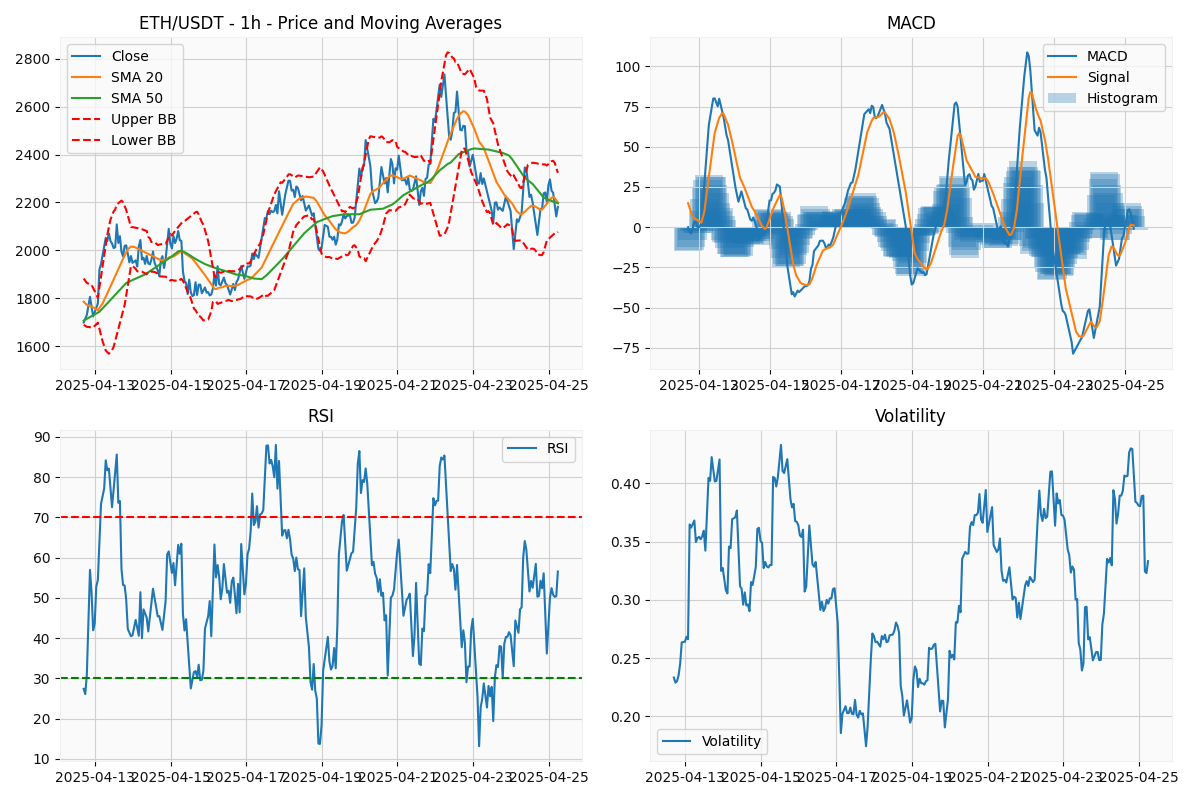 ETH/USDT - 1h - Price and Moving Averages
Close
SMA 20
SMA 50
Upper BB
Lower BB
2800
2600
2400
2200
2000
1800
1600
2025-04-13 2025-04-15 2025-04-17 2025-04-19 2025-04-21 2025-04-23 2025-04-25
MACD
MACD
Signal
Histogram
100
75
50
25
0
−25
−50
−75
2025-04-13 2025-04-15 2025-04-17 2025-04-19 2025-04-21 2025-04-23 2025-04-25
RSI
RSI
90
80
70
60
50
40
30
20
10
2025-04-13 2025-04-15 2025-04-17 2025-04-19 2025-04-21 2025-04-23 2025-04-25
Volatility
0.40
0.35
0.30
0.25
0.20
Volatility
2025-04-13 2025-04-15 2025-04-17 2025-04-19 2025-04-21 2025-04-23 2025-04-25